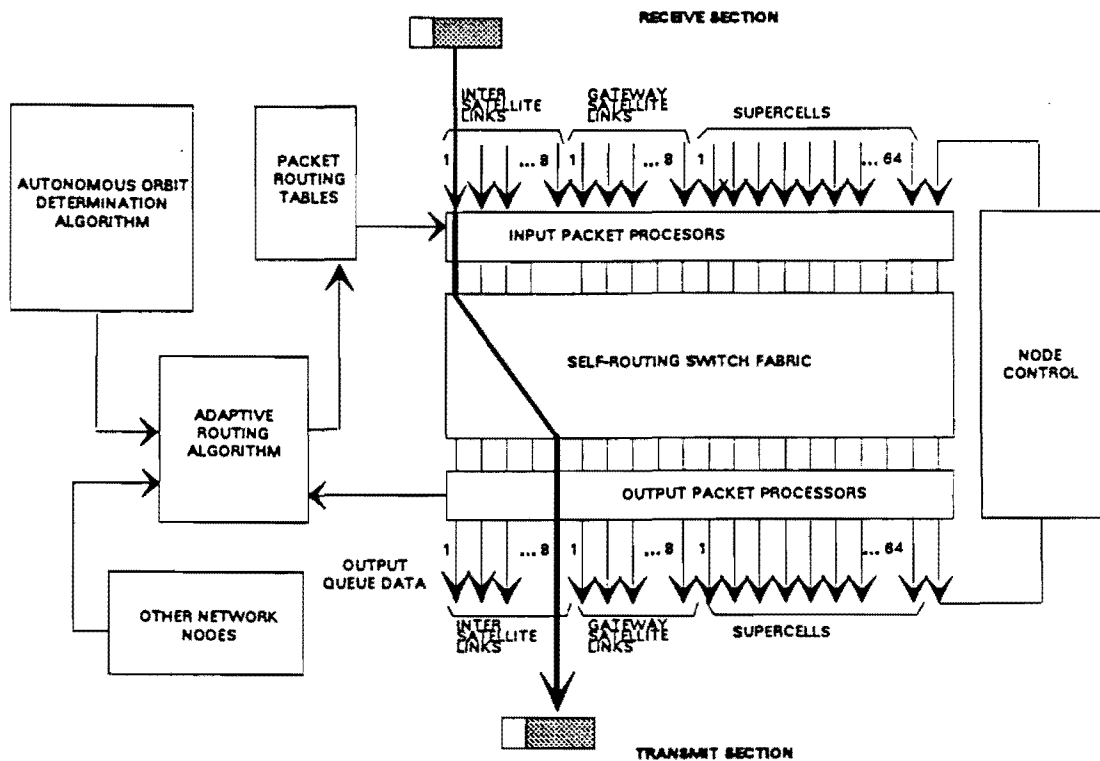 RECEIVE SECTION
INTER
SATELLITE
LINKS
GATEWAY
SATELLITE
LINKS
SUPERCELLS
1 ... 8 1 ... 8 1 ... 64
AUTONOMOUS ORBIT
DETERMINATION
ALGORITHM
PACKET
ROUTING
TABLES
INPUT PACKET PROCESORS
SELF-ROUTING SWITCH FABRIC
NODE
CONTROL
ADAPTIVE
ROUTING
ALGORITHM
OUTPUT PACKET PROCESSORS
1 ... 8 1 ... 8 1 ... 64
OUTPUT
QUEUE DATA
OTHER NETWORK
NODES
INTER
SATELLITE
LINKS
GATEWAY
SATELLITE
LINKS
SUPERCELLS
TRANSMIT SECTION